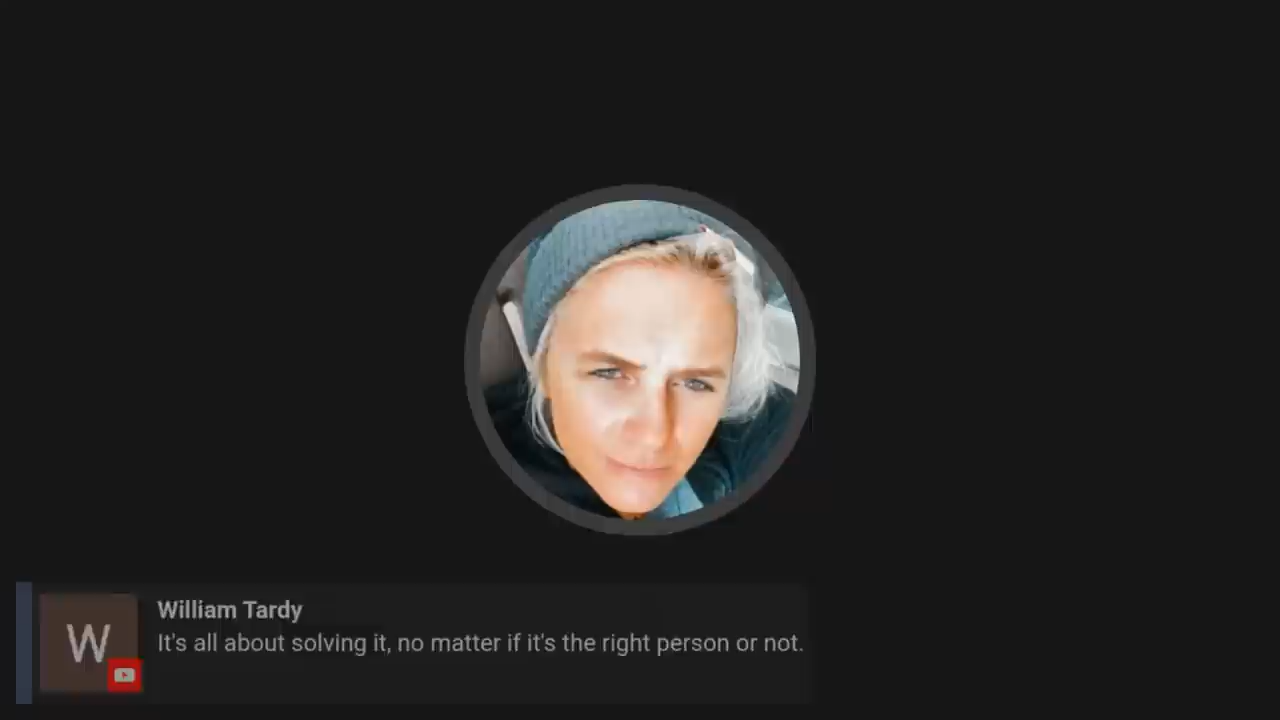 W
William Tardy
It's all about solving it, no matter if it's the right person or not.